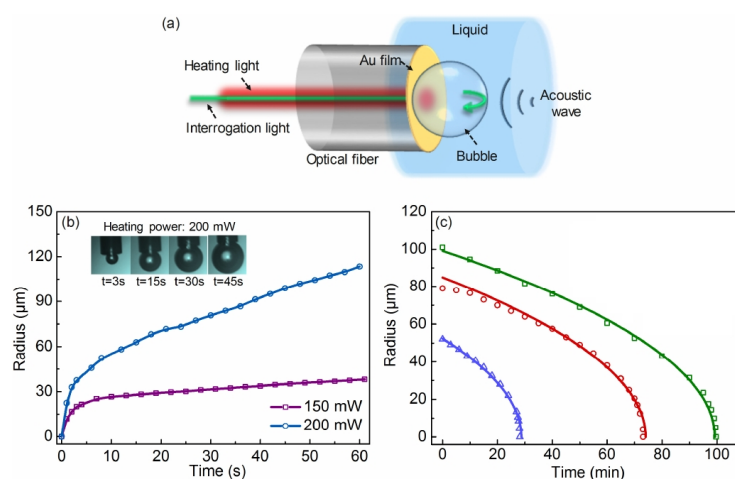 (a)
Liquid
Au film
Heating light
Interrogation light
Optical fiber
Bubble
Acoustic
wave
(b)
Heating power: 200 mW
t=3s t=15s t=30s t=45s
150 mW
200 mW
Radius (μm)
150
120
90
60
30
0
0 10 20 30 40 50 60
Time (s)
(c)
Radius (μm)
120
100
80
60
40
20
0
0 20 40 60 80 100
Time (min)